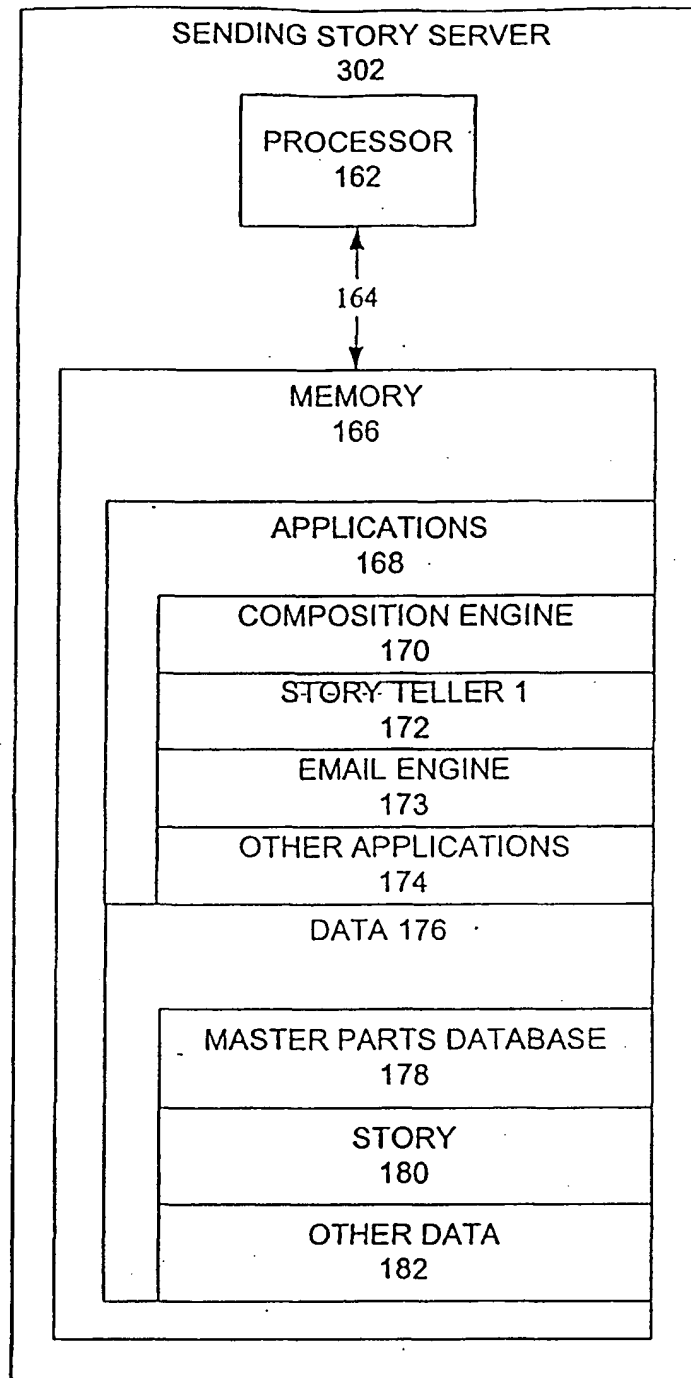 SENDING STORY SERVER
302
PROCESSOR
162
164
MEMORY
166
APPLICATIONS
168
COMPOSITION ENGINE
170
STORY TELLER 1
172
EMAIL ENGINE
173
OTHER APPLICATIONS
174
DATA 176
MASTER PARTS DATABASE
178
STORY
180
OTHER DATA
182